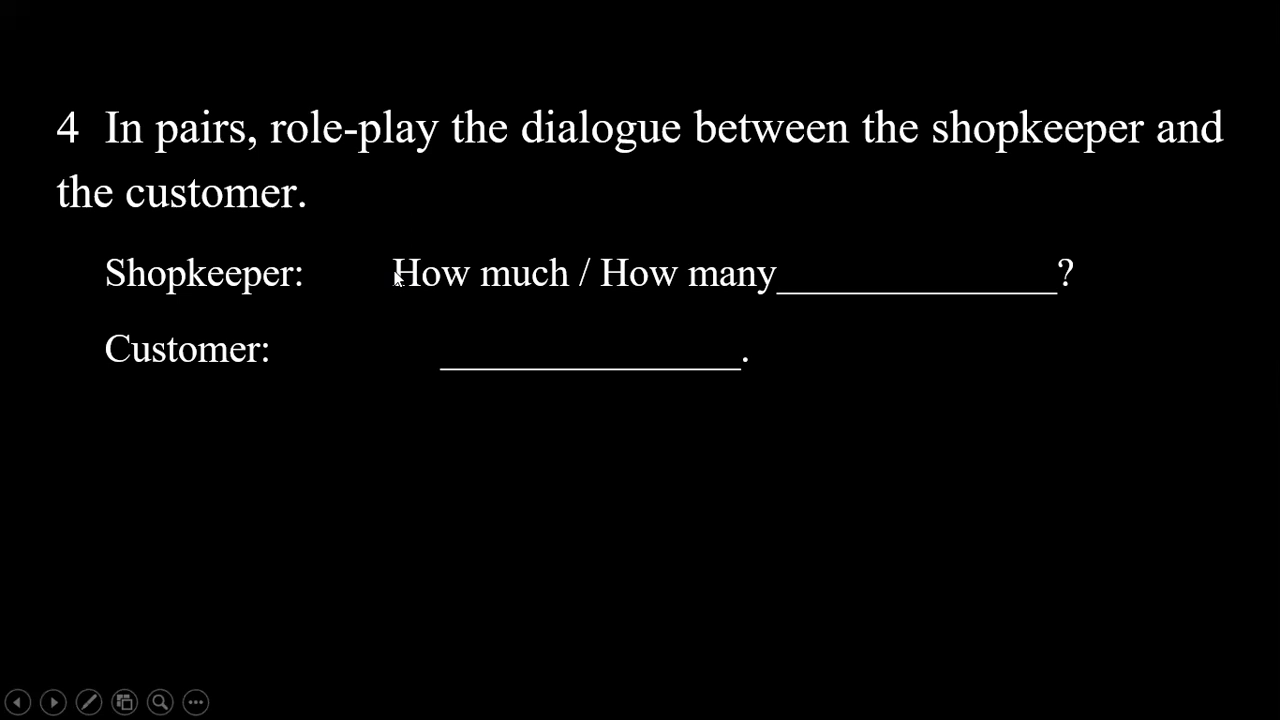 4 In pairs, role-play the dialogue between the shopkeeper and
the customer.
Shopkeeper: How much / How many______________?
Customer: _______________.